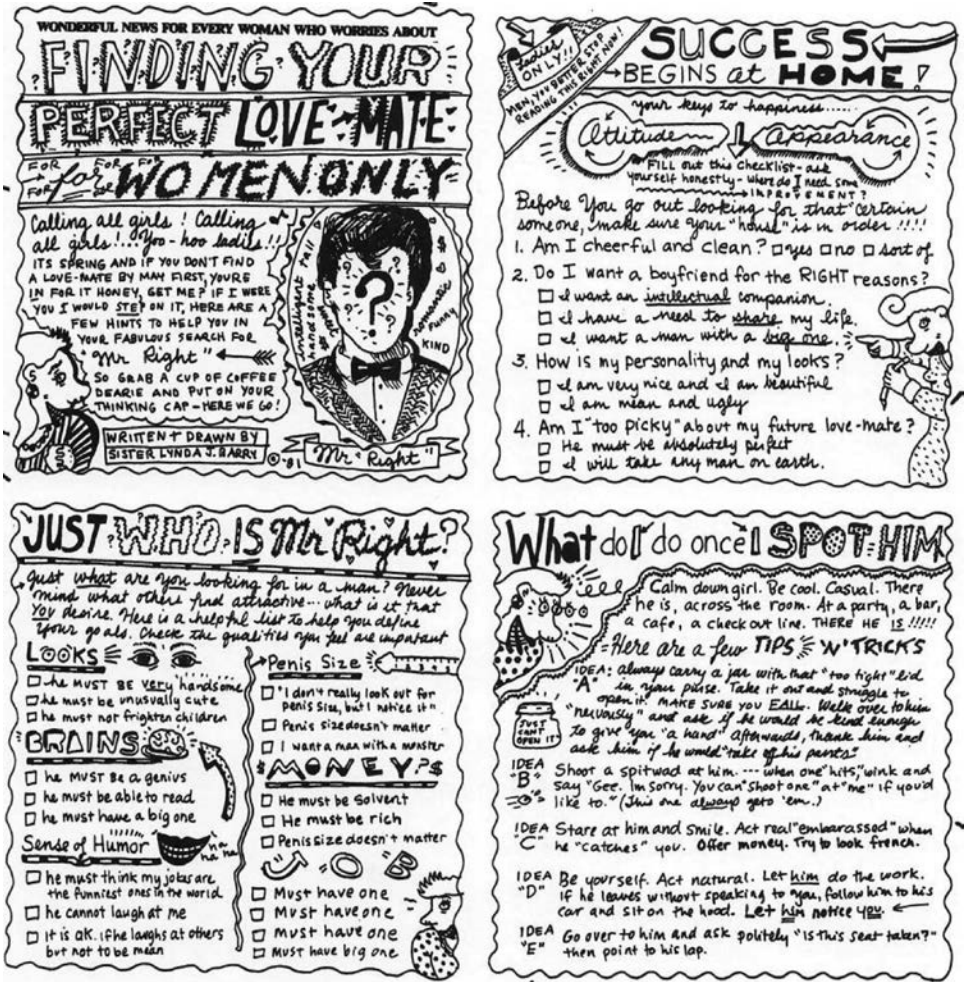 WONDERFUL NEWS FOR EVERY WOMAN WHO WORRIES ABOUT
FINDING YOUR
PERFECT LOVE-MATE
FOR FOR FOR FOR
FOR for OR WOMEN ONLY
Calling all girls! Calling
all girls!... Yoo-hoo ladies!!
ITS SPRING AND IF YOU DON'T FIND
A LOVE-MATE BY MAY FIRST, YOURE
IN FOR IT HONEY, GET ME? IF I WERE
YOU I WOULD STEP ON IT, HERE ARE A
FEW HINTS TO HELP YOU IN
YOUR FABULOUS SEARCH FOR
"Mr Right"
SO GRAB A CUP OF COFFEE
DEARIE AND PUT ON YOUR
THINKING CAP - HERE WE GO!
WRITTEN + DRAWN BY
SISTER LYNDA J. BARRY
© '81
intelligent Tall
handsome
sweet
?
$
romantic
funny
KIND
"Mr Right"
Ladies
ONLY!!
MEN, YOU BETTER STOP
READING THIS RIGHT NOW!
SUCCESS
BEGINS at HOME!
your keys to happiness.....
Attitude Appearance
FILL out this checklist - ask
yourself honestly - where do I need some
IMPROVEMENT?
Before You go out looking for that "certain
someone, make sure your "house" is in order!!!!!
1. Am I cheerful and clean? □yes □no □sort of
2. Do I want a boyfriend for the RIGHT reasons?
□ I want an intellectual companion.
□ I have a need to share my life.
□ I want a man with a big one.
3. How is my personality and my looks?
□ I am very nice and I am beautiful
□ I am mean and ugly
4. Am I "too picky" about my future love-mate?
□ He must be absolutely perfect
□ I will take any man on earth.
JUST WHO IS Mr Right?
Just what are you looking for in a man? Never
mind what others find attractive... what is it that
YOU desire. Here is a helpful list to help you define
your goals. Check the qualities you feel are important
LOOKS
□ he MUST BE very handsome
□ he must be unusually cute
□ he must not frighten children
BRAINS
□ he MUST Be a genius
□ he must be able to read
□ he must have a big one
Sense of Humor
ha ha ha
□ he must think my jokes are
the funniest ones in the world
□ he cannot laugh at me
□ It is OK. if he laughs at others
but not to be mean
Penis Size
□ "I don't really look out for
penis size, but I notice it"
□ Penis size doesn't matter
□ I want a man with a monster
$MONEY?$
□ He must be solvent
□ He must be rich
□ Penis size doesn't matter
JOB
□ Must have one
□ Must have one
□ Must have one
□ Must have big one
What do I do once I SPOT HIM
Calm down girl. Be cool. Casual. There
he is, across the room. At a party, a bar,
a cafe, a check out line. THERE HE IS!!!!!
Here are a few TIPS 'N' TRICKS
IDEA "A" : always carry a jar with that "too tight" lid
in your purse. Take it out and struggle to
open it. MAKE SURE YOU FAIL. Walk over to him
"nervously" and ask if he would be kind enough
to give you "a hand" afterwards, thank him and
ask him if he would "take off his pants."
JUST
CANT
OPEN IT!
IDEA "B" Shoot a spitwad at him. --- when one "hits," wink and
say "Gee. Im sorry. You can "shoot one" at "me" if you'd
like to." (This one always gets 'em.)
IDEA "C" Stare at him and smile. Act real "embarassed" when
he "catches" you. Offer money. Try to look french.
IDEA "D" Be yourself. Act natural. Let him do the work.
If he leaves without speaking to you, follow him to his
car and sit on the hood. Let him notice you.
IDEA "E" Go over to him and ask politely "Is this seat taken?"
then point to his lap.